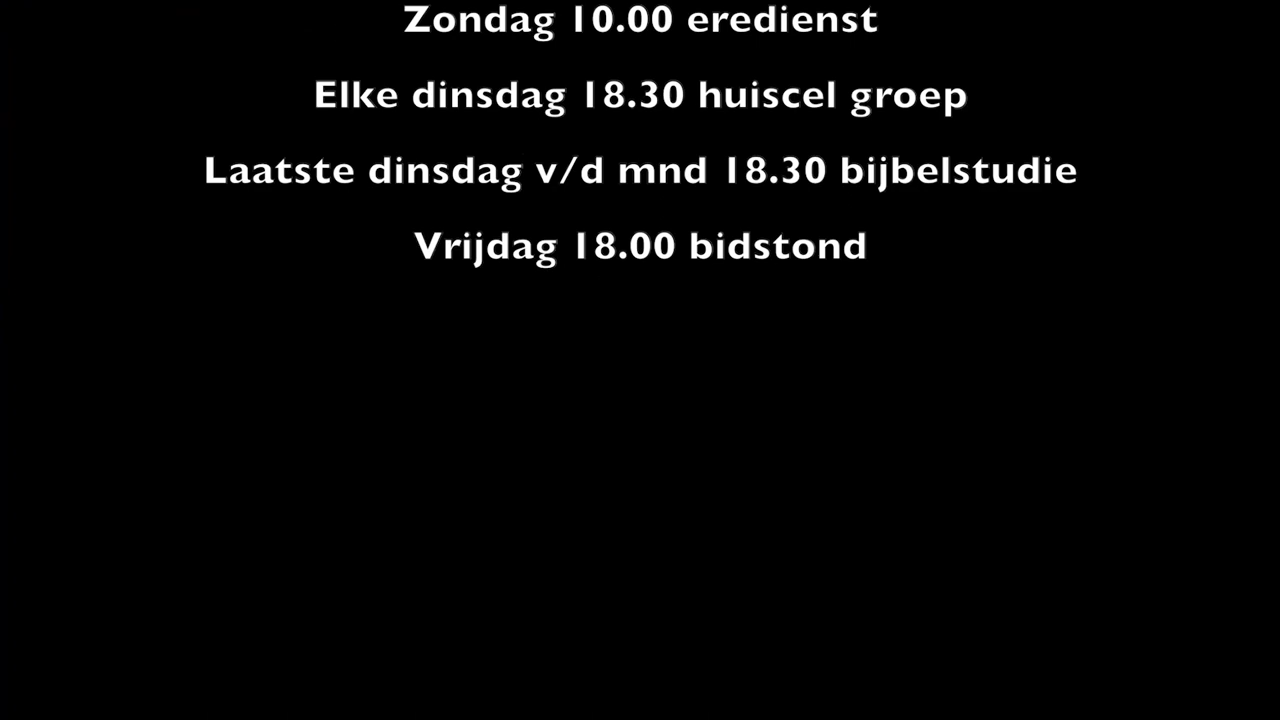 Zondag 10.00 eredienst
Elke dinsdag 18.30 huiscel groep
Laatste dinsdag v/d mnd 18.30 bijbelstudie
Vrijdag 18.00 bidstond